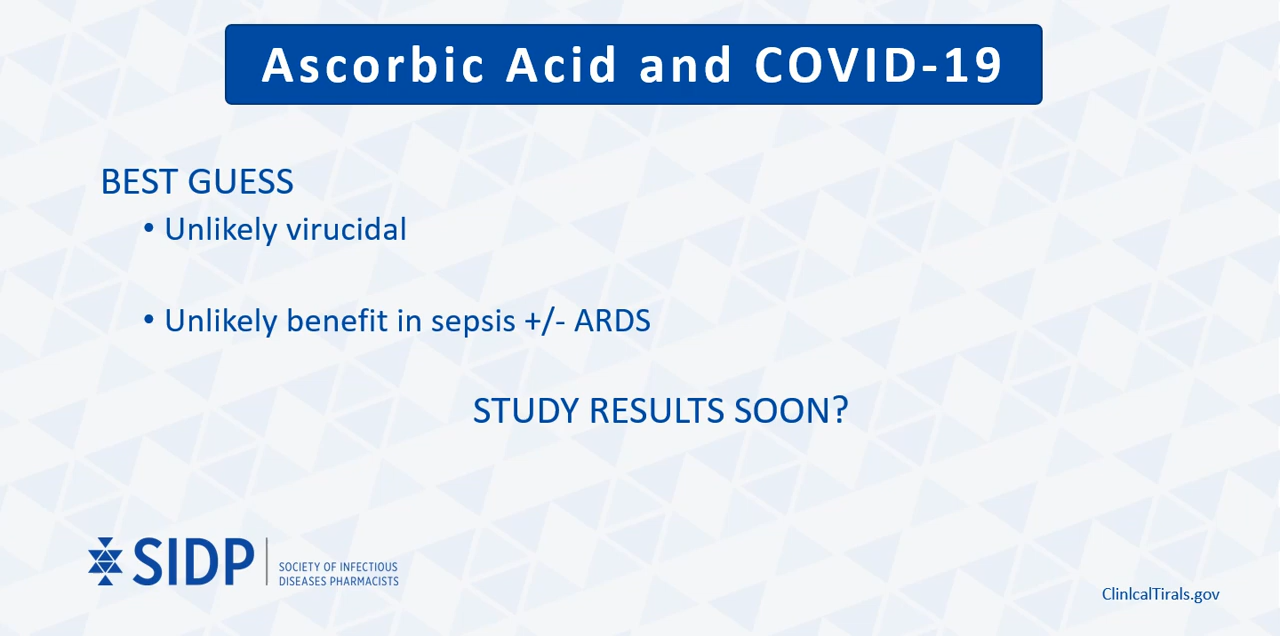 Ascorbic Acid and COVID-19
BEST GUESS
• Unlikely virucidal
• Unlikely benefit in sepsis +/- ARDS
STUDY RESULTS SOON?
SIDP
SOCIETY OF INFECTIOUS
DISEASES PHARMACISTS
ClinlcalTirals.gov